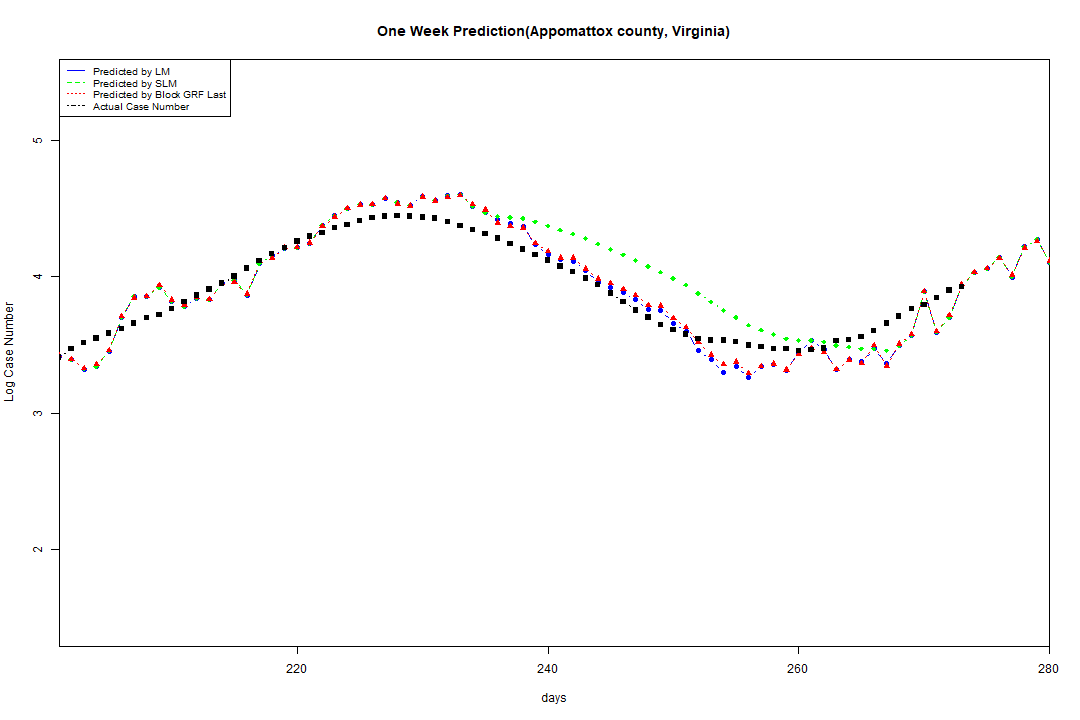 One Week Prediction(Appomattox county, Virginia)
Predicted by LM
Predicted by SLM
Predicted by Block GRF Last
Actual Case Number
5
4
3
2
Log Case Number
220 240 260 280
days